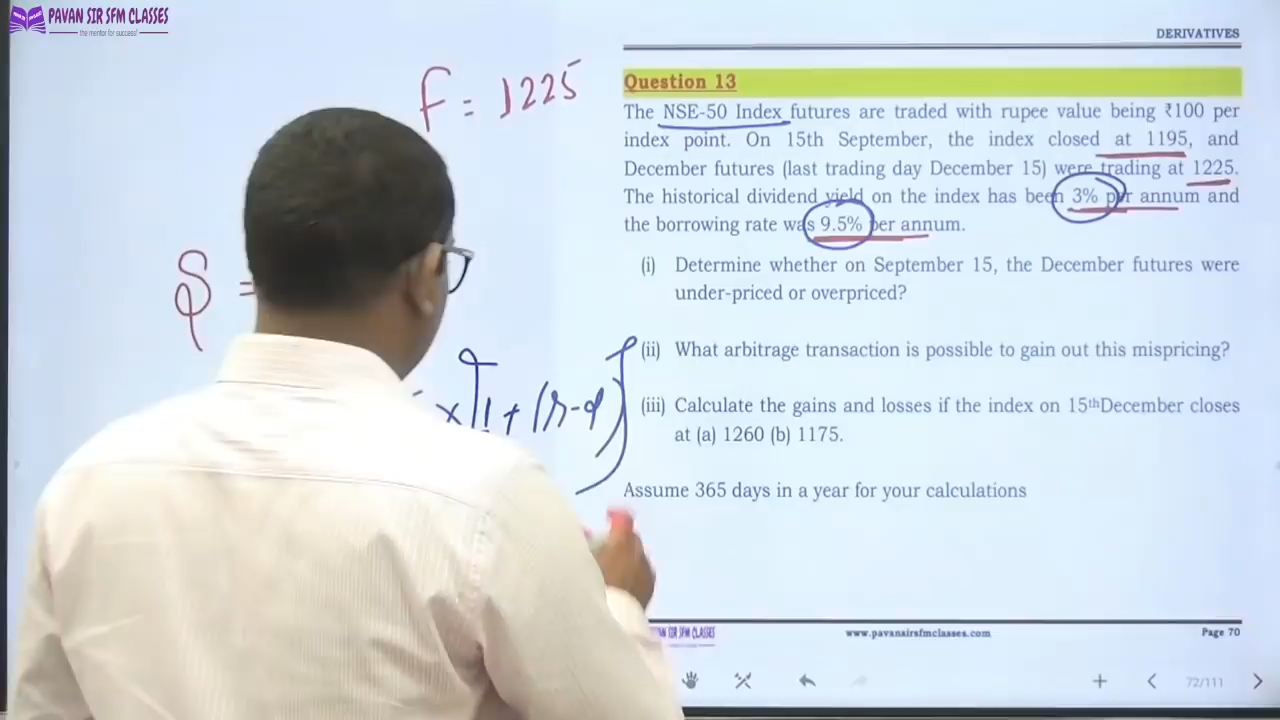 PAVAN SIR SFM CLASSES
the mentor for success!
DERIVATIVES
F = 1225
S =
x [1 + (r-d)]
Question 13
The NSE-50 Index futures are traded with rupee value being ₹100 per
index point. On 15th September, the index closed at 1195, and
December futures (last trading day December 15) were trading at 1225.
The historical dividend yield on the index has been 3% per annum and
the borrowing rate was 9.5% per annum.
(i) Determine whether on September 15, the December futures were
under-priced or overpriced?
(ii) What arbitrage transaction is possible to gain out this mispricing?
(iii) Calculate the gains and losses if the index on 15thDecember closes
at (a) 1260 (b) 1175.
Assume 365 days in a year for your calculations
SIR SFM CLASSES
www.pavansirsfmclasses.com
Page 70
72/111